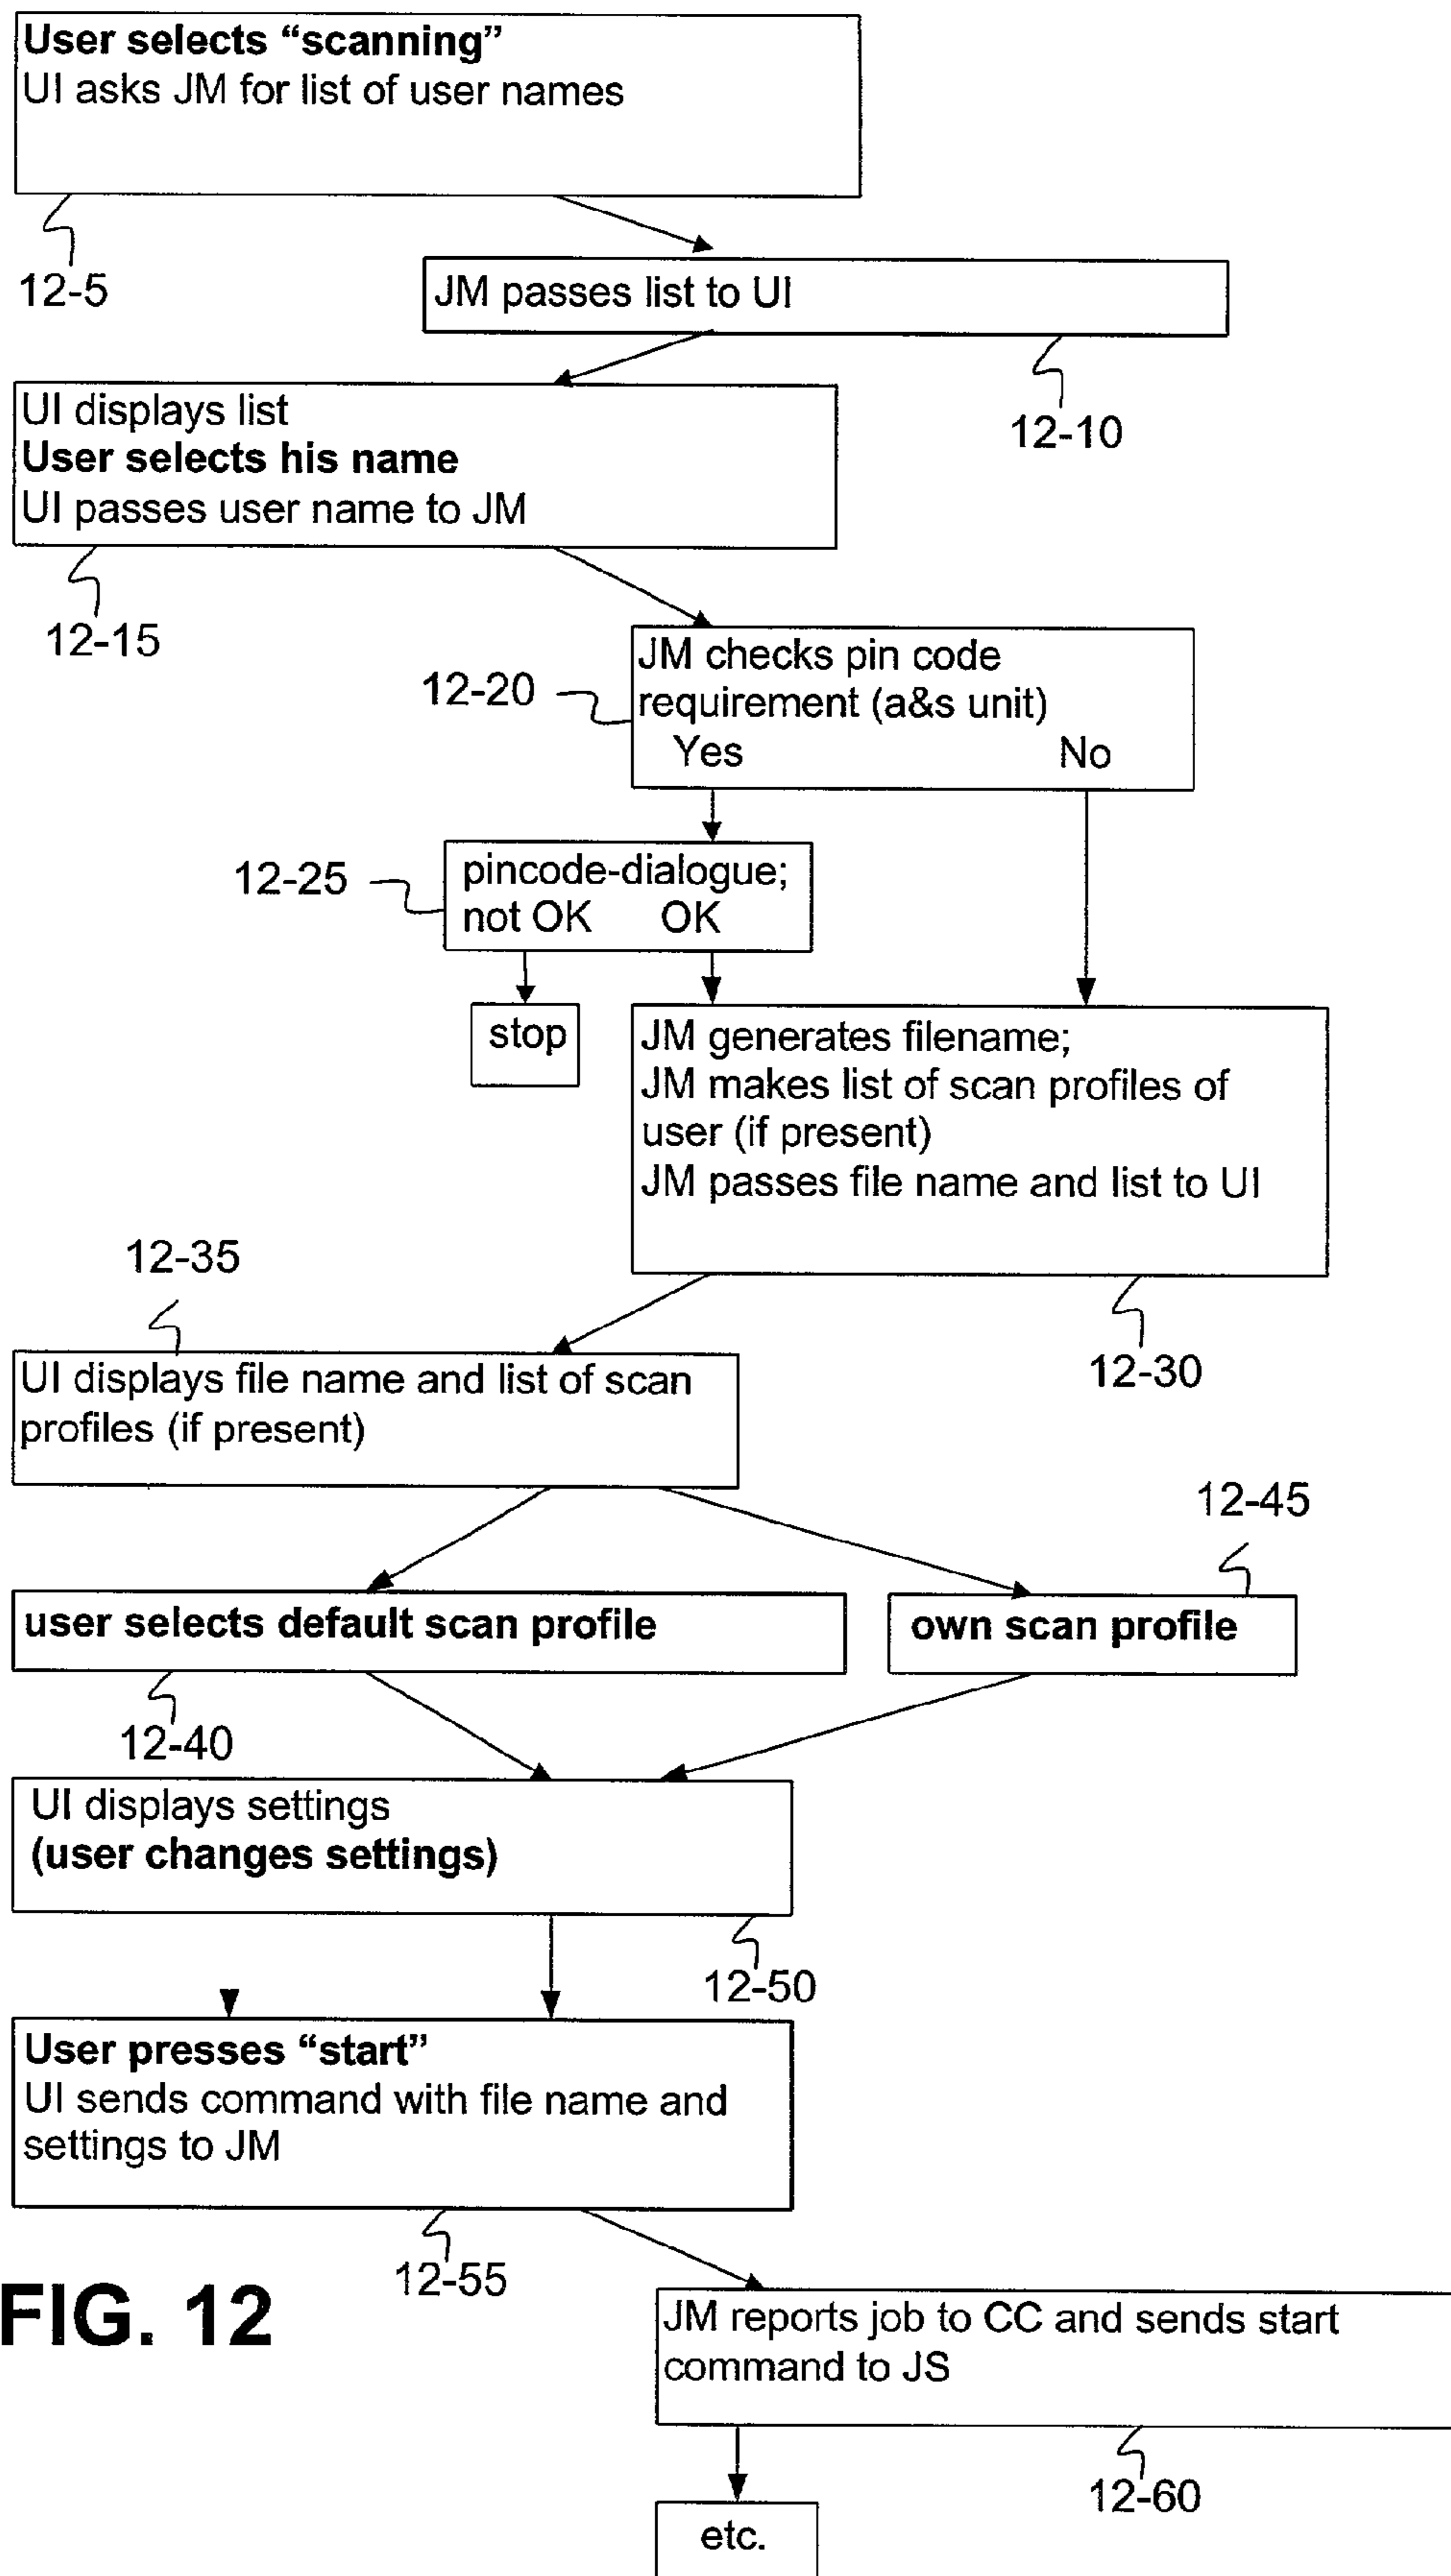 User selects “scanning”
UI asks JM for list of user names
12-5
JM passes list to UI
12-10
UI displays list
User selects his name
UI passes user name to JM
12-15
JM checks pin code
requirement (a&s unit)
Yes No
12-20
pincode-dialogue;
not OK OK
12-25
stop
JM generates filename;
JM makes list of scan profiles of
user (if present)
JM passes file name and list to UI
12-30
12-35
UI displays file name and list of scan
profiles (if present)
12-45
user selects default scan profile
own scan profile
12-40
UI displays settings
(user changes settings)
12-50
User presses “start”
UI sends command with file name and
settings to JM
12-55
FIG. 12
JM reports job to CC and sends start
command to JS
12-60
etc.